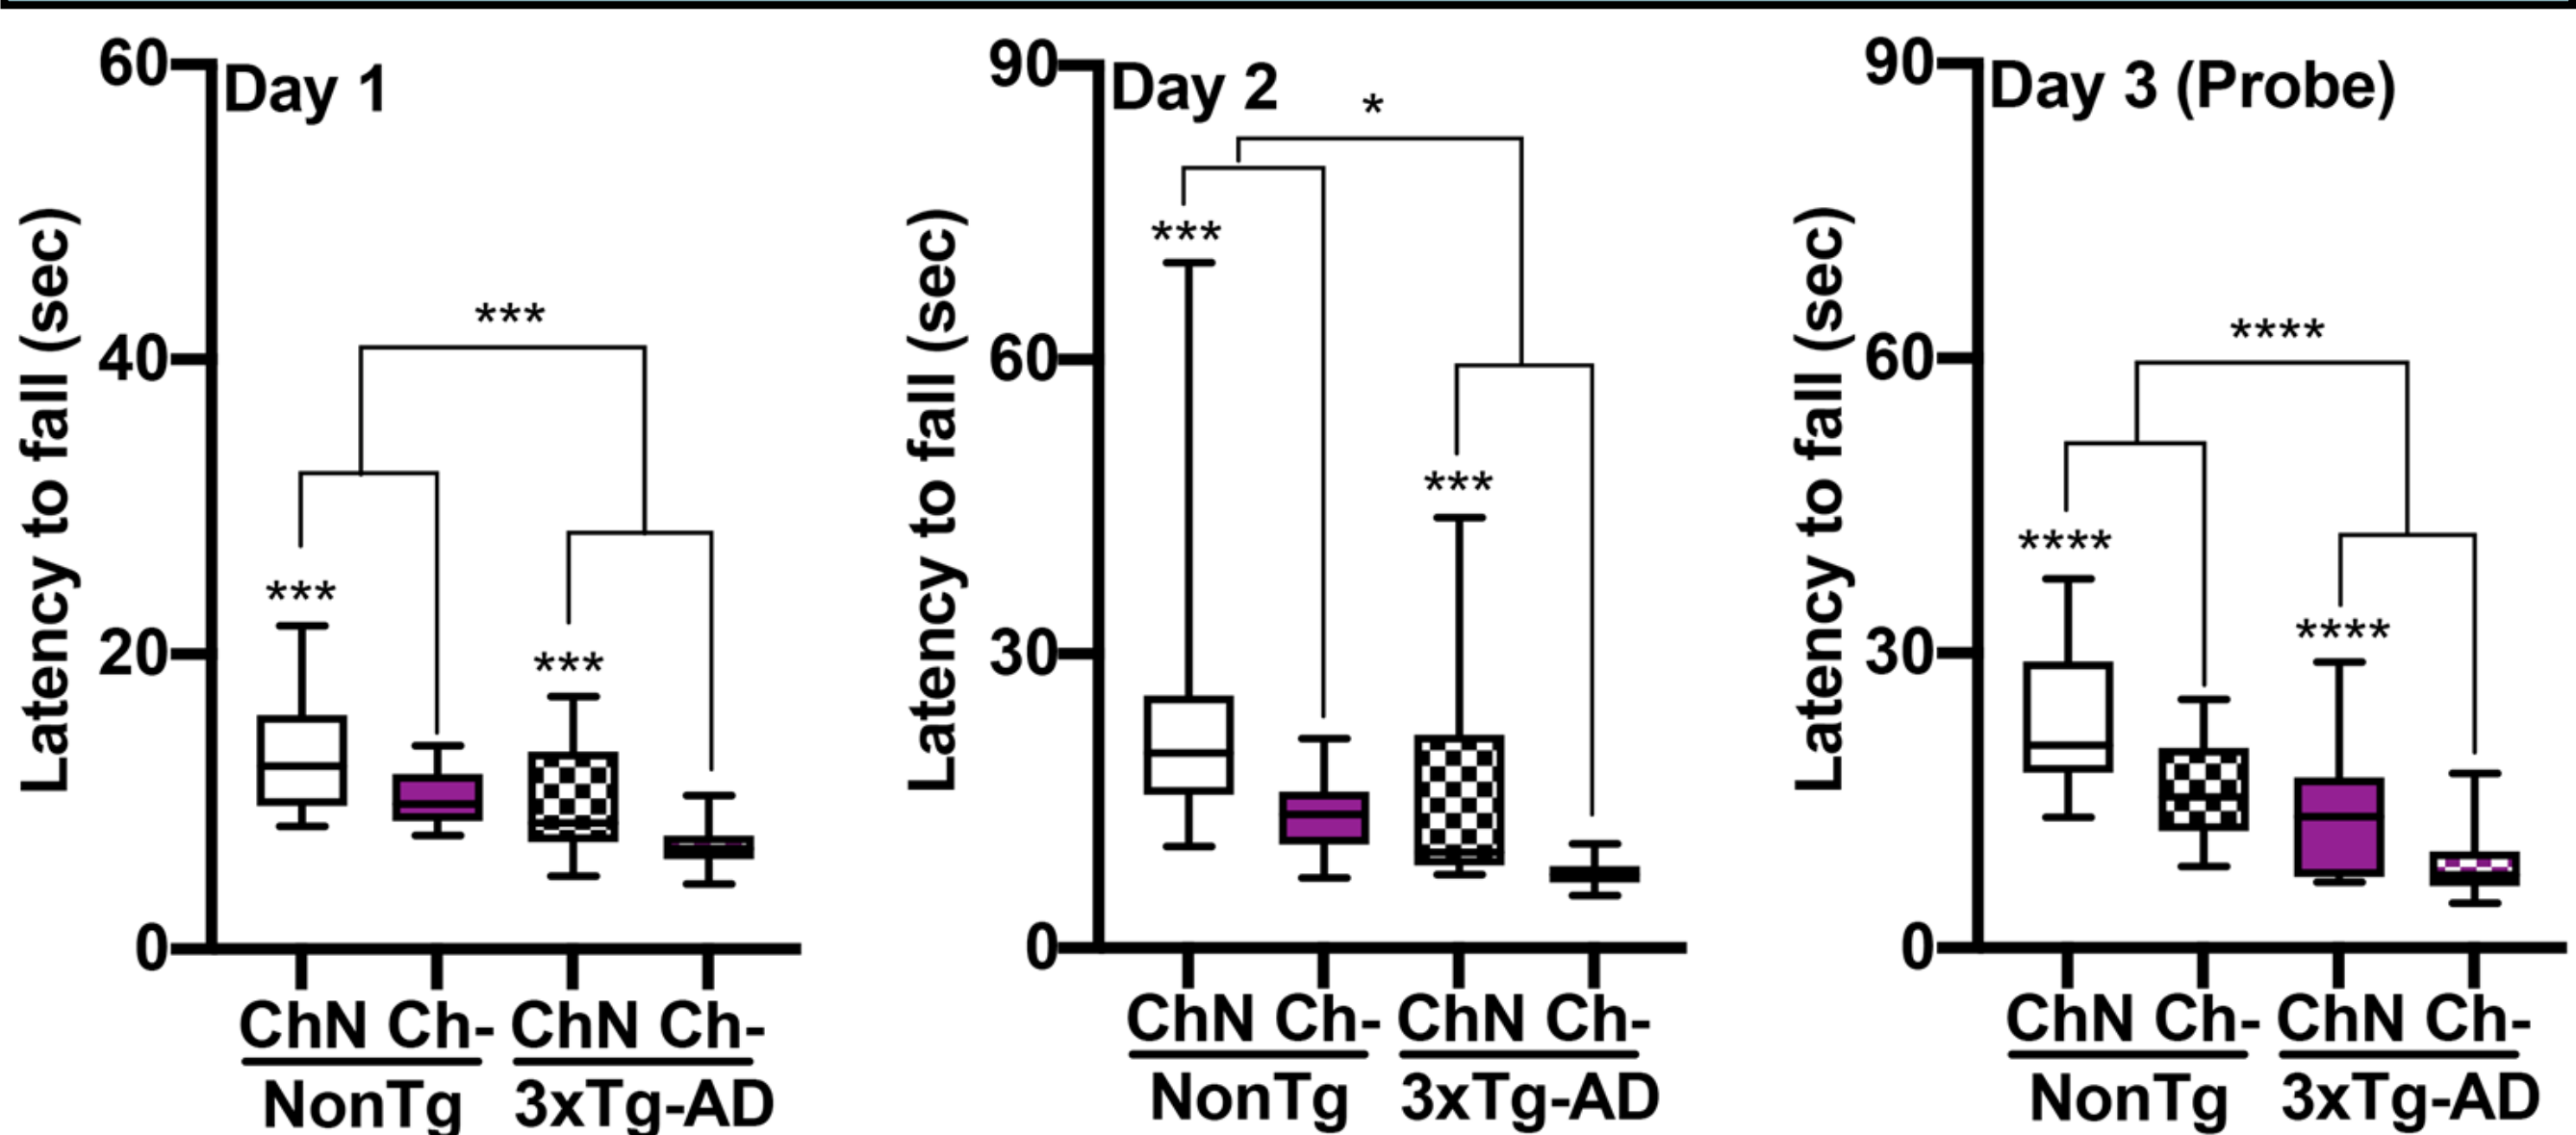 Day 1
Latency to fall (sec)
60
40
20
0
***
***
***
ChN Ch- ChN Ch-
NonTg 3xTg-AD
Day 2
Latency to fall (sec)
90
60
30
0
*
***
***
ChN Ch- ChN Ch-
NonTg 3xTg-AD
Day 3 (Probe)
Latency to fall (sec)
90
60
30
0
****
****
****
ChN Ch- ChN Ch-
NonTg 3xTg-AD